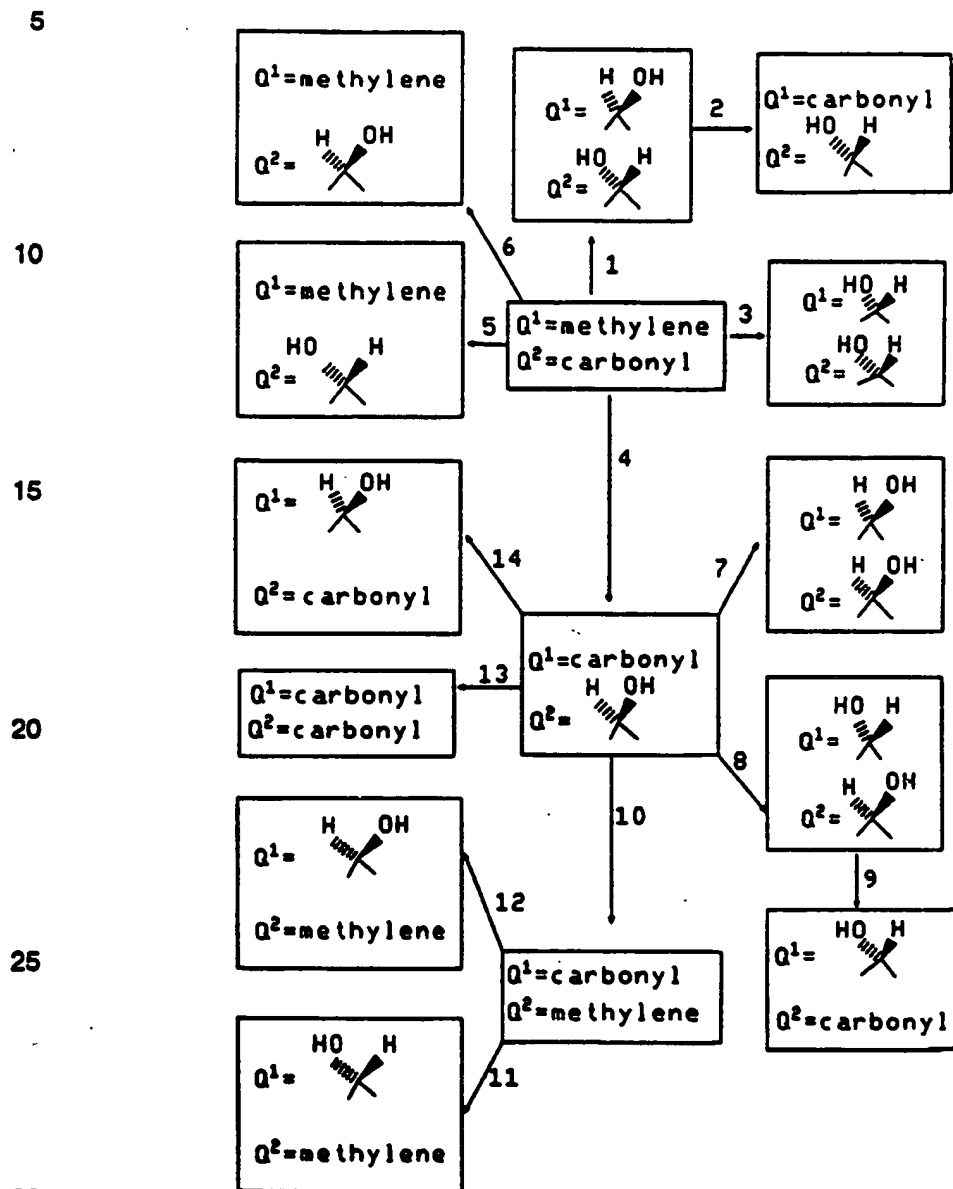 5
Q¹=methylene
H OH
Q²=
H OH
Q¹=
HO H
Q²=
2
Q¹=carbonyl
HO H
Q²=
10
6
1
Q¹=methylene
HO H
Q²=
5
Q¹=methylene
Q²=carbonyl
3
HO H
Q¹=
HO H
Q²=
4
15
H OH
Q¹=
Q²=carbonyl
14
7
H OH
Q¹=
H OH
Q²=
Q¹=carbonyl
H OH
Q²=
13
Q¹=carbonyl
Q²=carbonyl
20
8
HO H
Q¹=
H OH
Q²=
10
9
H OH
Q¹=
Q²=methylene
12
25
Q¹=carbonyl
Q²=methylene
HO H
Q¹=
Q²=carbonyl
11
HO H
Q¹=
Q²=methylene